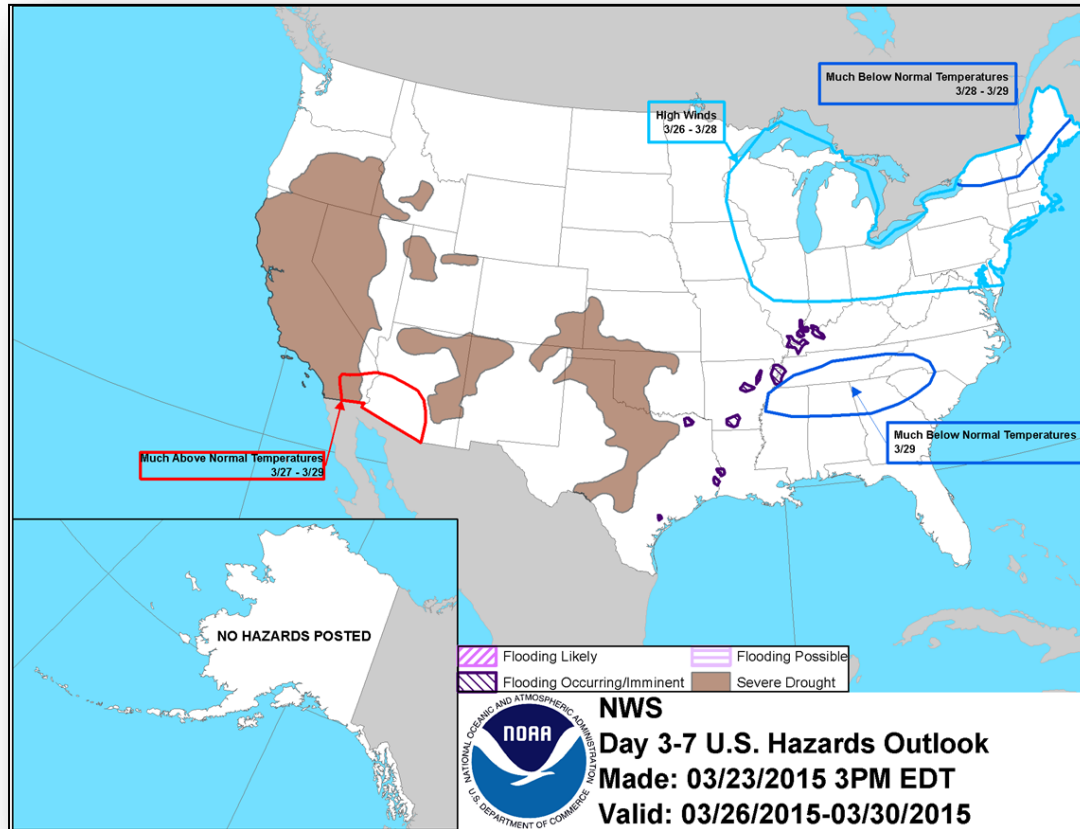 Much Below Normal Temperatures
3/28 - 3/29
High Winds
3/26 - 3/28
Much Below Normal Temperatures
3/29
Much Above Normal Temperatures
3/27 - 3/29
NO HAZARDS POSTED
Flooding Likely
Flooding Possible
Flooding Occurring/Imminent
Severe Drought
NATIONAL OCEANIC AND ATMOSPHERIC ADMINISTRATION
NOAA
U.S. DEPARTMENT OF COMMERCE
NWS
Day 3-7 U.S. Hazards Outlook
Made: 03/23/2015 3PM EDT
Valid: 03/26/2015-03/30/2015